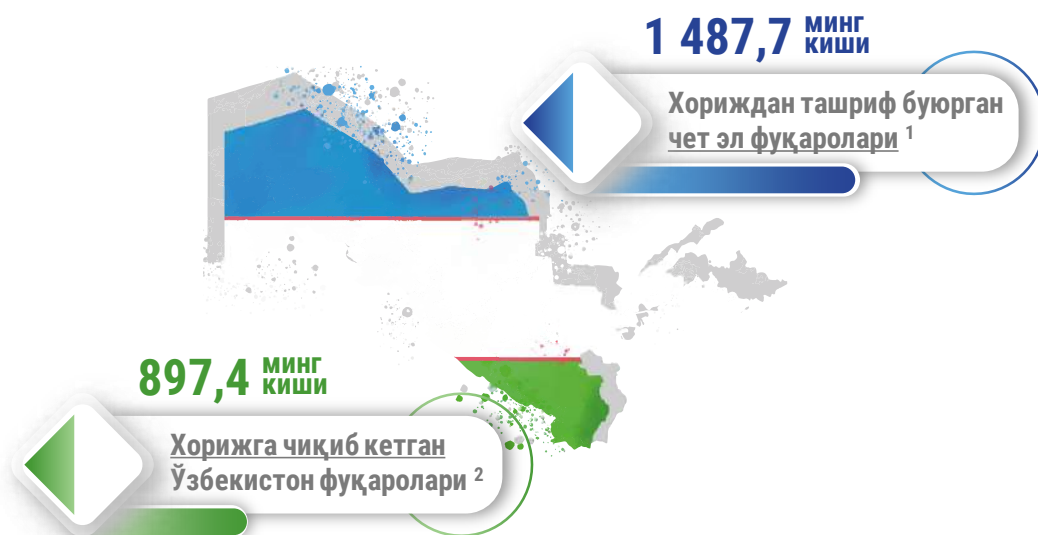 1 487,7 МИНГ КИШИ
Хориждан ташриф буюрган
чет эл фуқаролари ¹
897,4 МИНГ КИШИ
Хорижга чиқиб кетган
Ўзбекистон фуқаролари ²